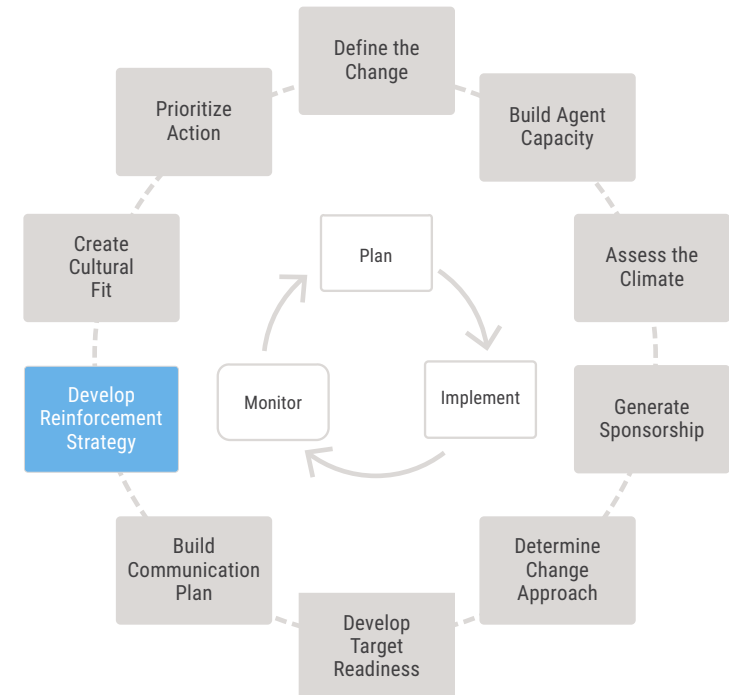 Define the
Change
Build Agent
Capacity
Assess the
Climate
Generate
Sponsorship
Determine
Change
Approach
Develop
Target
Readiness
Build
Communication
Plan
Develop
Reinforcement
Strategy
Create
Cultural
Fit
Prioritize
Action
Plan
Implement
Monitor